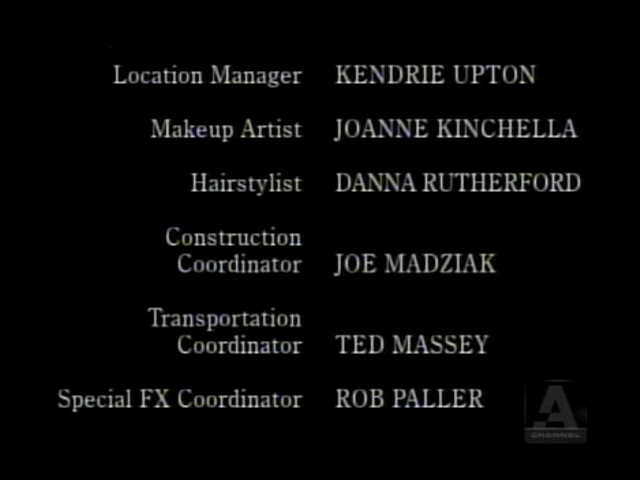 Location Manager KENDRIE UPTON
Makeup Artist JOANNE KINCHELLA
Hairstylist DANNA RUTHERFORD
Construction
Coordinator JOE MADZIAK
Transportation
Coordinator TED MASSEY
Special FX Coordinator ROB PALLER
A
CHANNEL